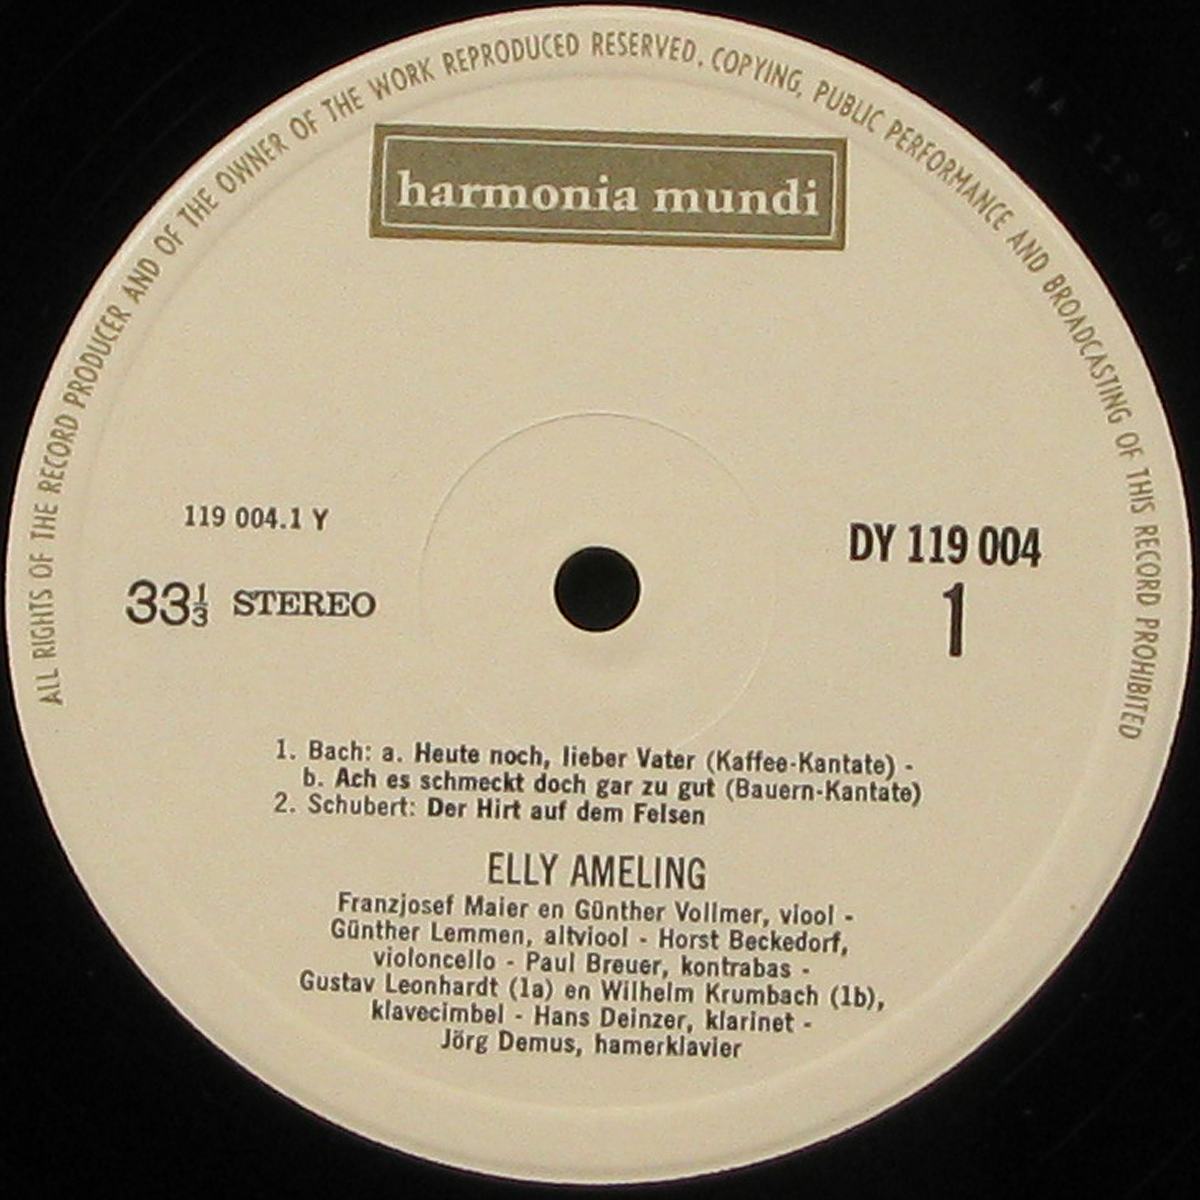 ALL RIGHTS OF THE RECORD PRODUCER AND OF THE OWNER OF THE WORK REPRODUCED RESERVED. COPYING, PUBLIC PERFORMANCE AND BROADCASTING OF THIS RECORD PROHIBITED
harmonia mundi
119 004.1 Y
DY 119 004
33⅓ STEREO
1
1. Bach: a. Heute noch, lieber Vater (Kaffee-Kantate) -
b. Ach es schmeckt doch gar zu gut (Bauern-Kantate)
2. Schubert: Der Hirt auf dem Felsen
ELLY AMELING
Franzjosef Maier en Günther Vollmer, viool -
Günther Lemmen, altviool - Horst Beckedorf,
violoncello - Paul Breuer, kontrabas -
Gustav Leonhardt (1a) en Wilhelm Krumbach (1b),
klavecimbel - Hans Deinzer, klarinet -
Jörg Demus, hamerklavier